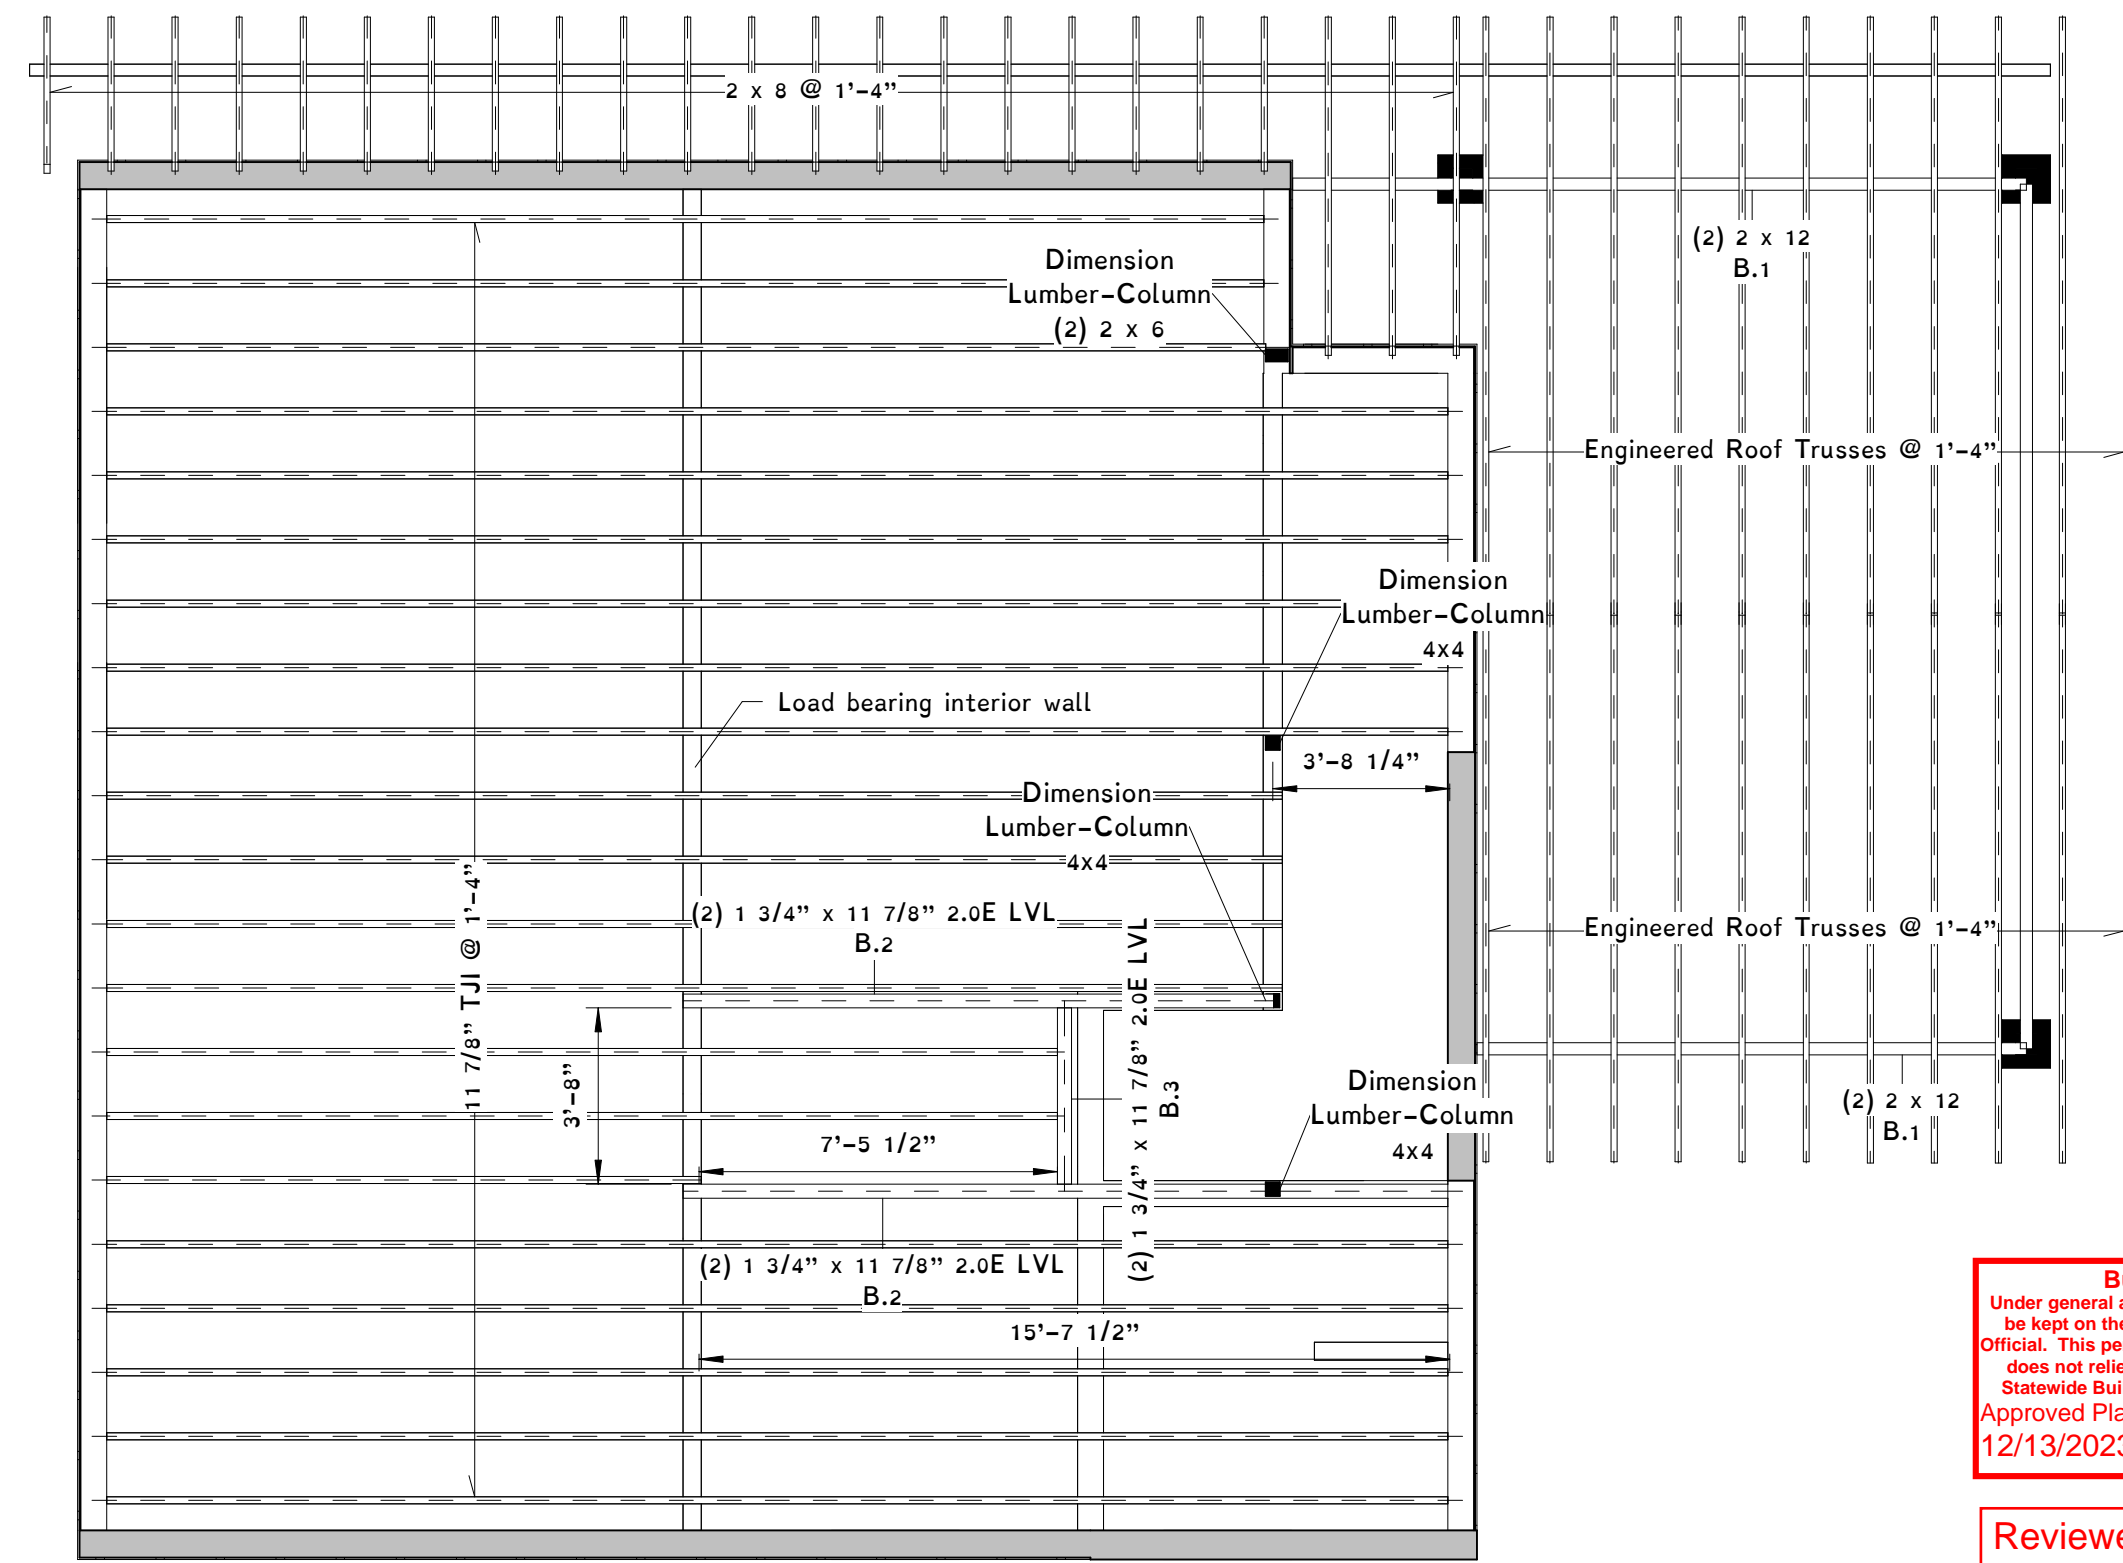 2 x 8 @ 1'-4"
(2) 2 x 12
B.1
Dimension
Lumber-Column
(2) 2 x 6
Engineered Roof Trusses @ 1'-4"
Dimension
Lumber-Column
4x4
Load bearing interior wall
3'-8 1/4"
Dimension
Lumber-Column
4x4
11 7/8" TJI @ 1'-4"
(2) 1 3/4" x 11 7/8" 2.0E LVL
B.2
(2) 1 3/4" x 11 7/8" 2.0E LVL
B.3
Engineered Roof Trusses @ 1'-4"
3'-8"
7'-5 1/2"
Dimension
Lumber-Column
4x4
(2) 2 x 12
B.1
(2) 1 3/4" x 11 7/8" 2.0E LVL
B.2
15'-7 1/2"
Under general
be kept on the
Official. This
does not
Statewide
Approved
12/13/2023